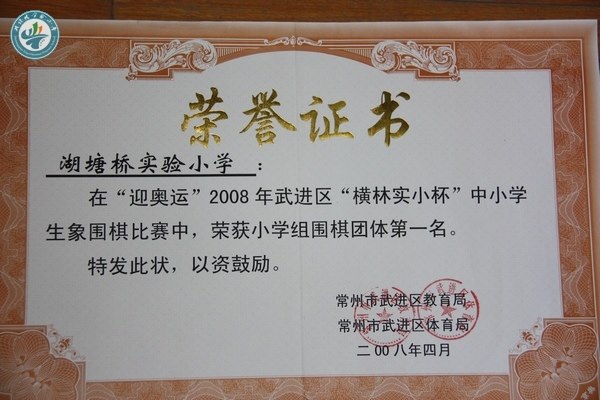 荣誉证书
湖塘桥实验小学：
在“迎奥运”2008年武进区“横林实小杯”中小学
生象围棋比赛中，荣获小学组围棋团体第一名。
特发此状，以资鼓励。
常州市武进区教育局
常州市武进区体育局
二00八年四月